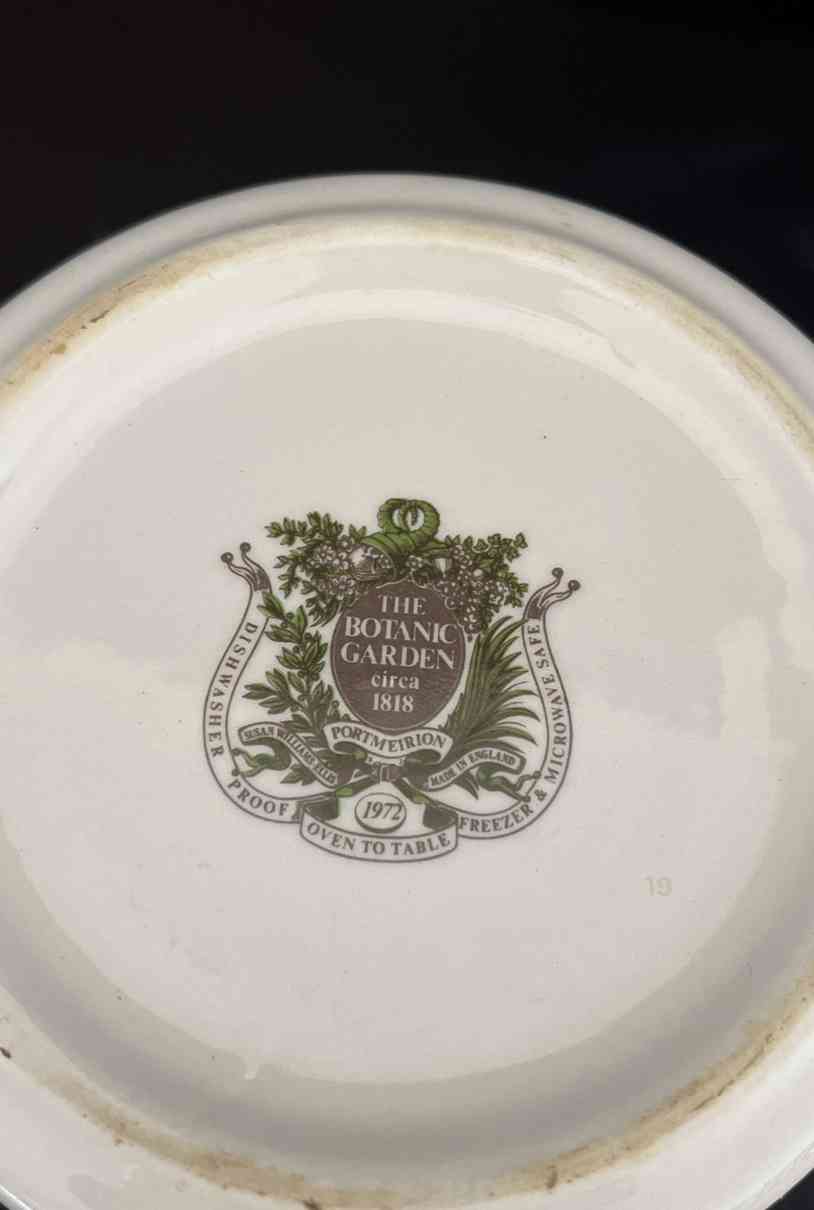 THE
BOTANIC
GARDEN
circa
1818
PORTMEIRION
SUSAN WILLIAMS-ELLIS
MADE IN ENGLAND
1972
DISHWASHER PROOF
OVEN TO TABLE
FREEZER & MICROWAVE SAFE
19